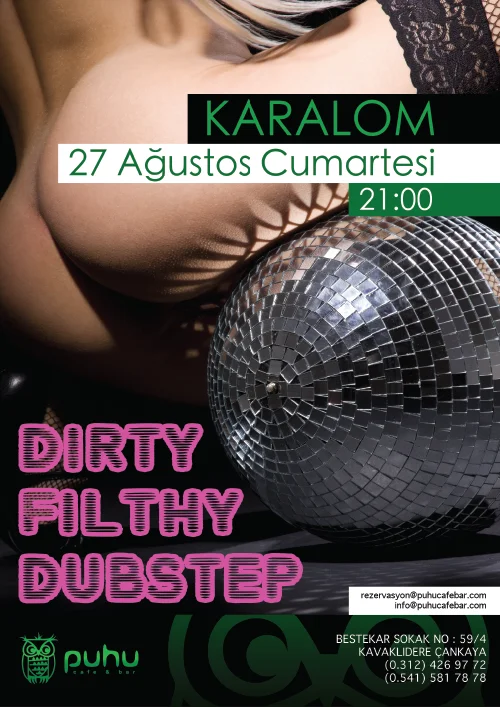 KARALOM
27 Ağustos Cumartesi
21:00
DIRTY
FILTHY
DUBSTEP
rezervasyon@puhucafebar.com
info@puhucafebar.com
BESTEKAR SOKAK NO : 59/4
KAVAKLIDERE ÇANKAYA
(0.312) 426 97 72
(0.541) 581 78 78
puhu
cafe & bar